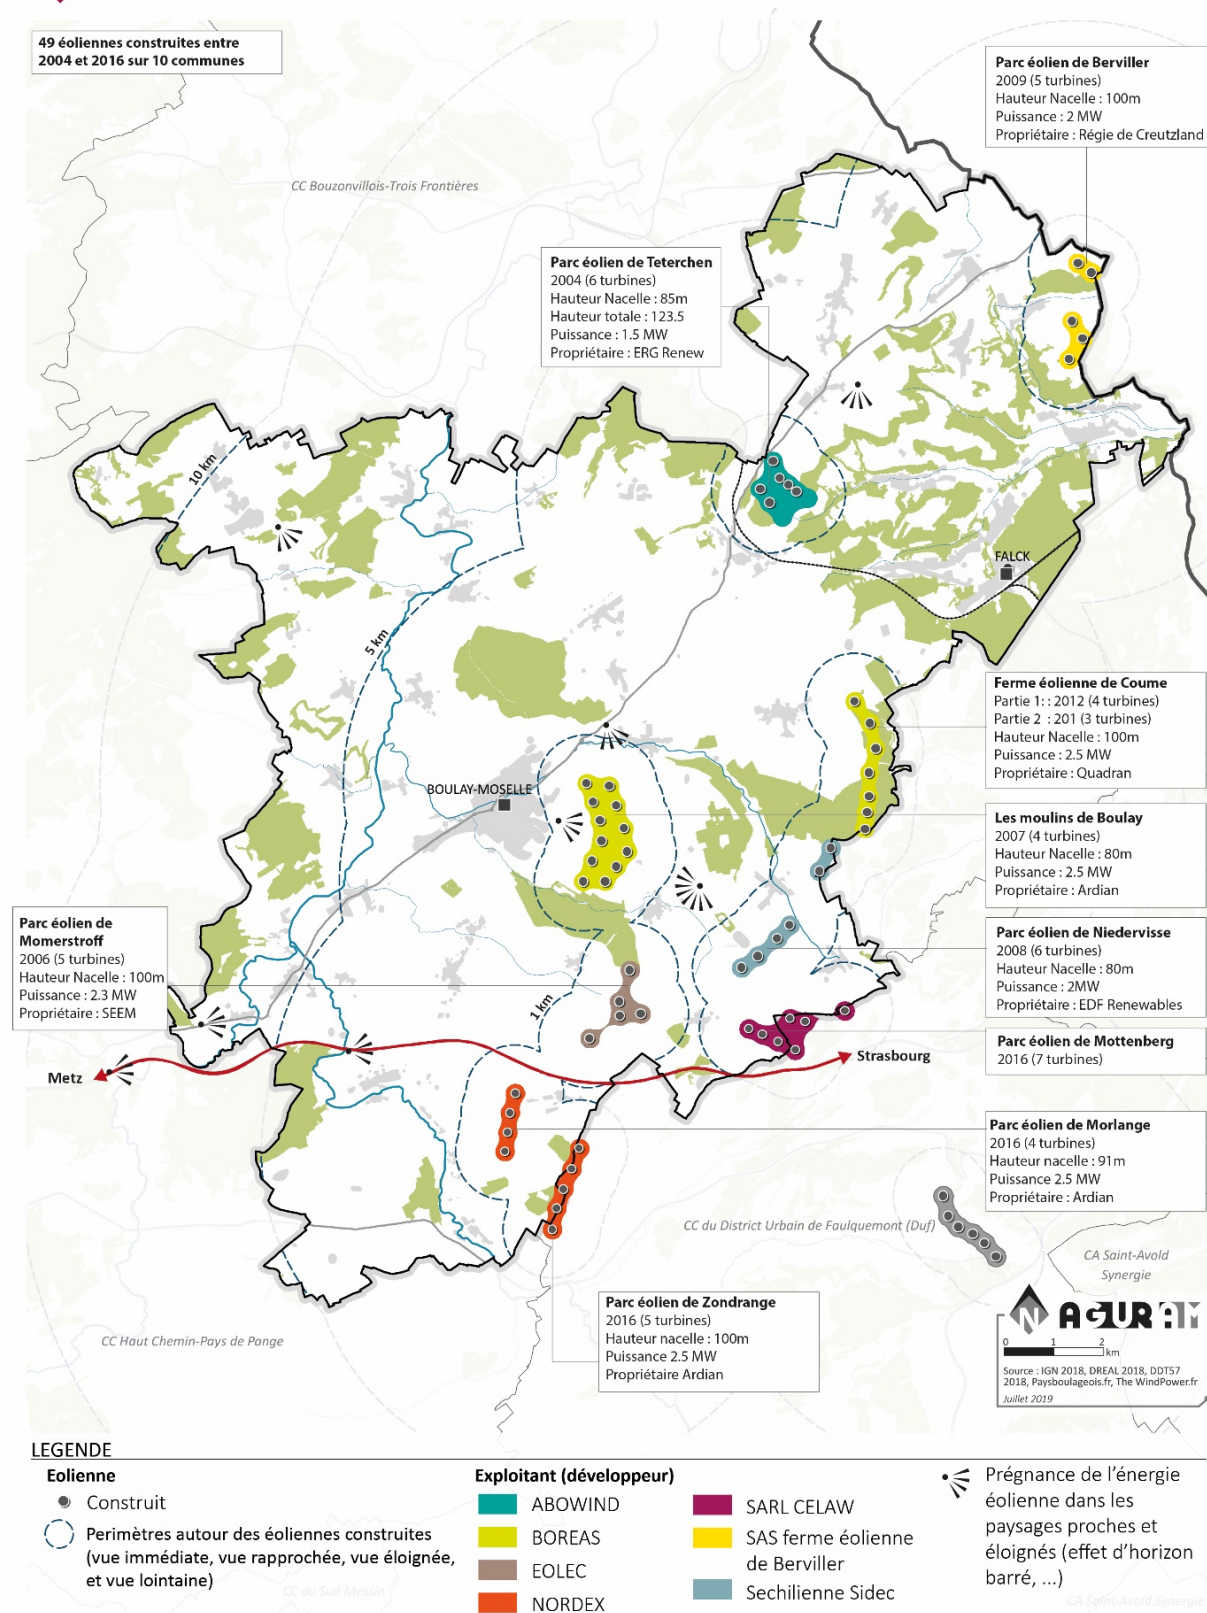 49 éoliennes construites entre
2004 et 2016 sur 10 communes
Parc éolien de Berviller
2009 (5 turbines)
Hauteur Nacelle : 100m
Puissance : 2 MW
Propriétaire : Régie de Creutzland
CC Bouzonvillois-Trois Frontières
Parc éolien de Teterchen
2004 (6 turbines)
Hauteur Nacelle : 85m
Hauteur totale : 123.5
Puissance : 1.5 MW
Propriétaire : ERG Renew
10 km
5 km
FALCK
Ferme éolienne de Coume
Partie 1: : 2012 (4 turbines)
Partie 2 : 201 (3 turbines)
Hauteur Nacelle : 100m
Puissance : 2.5 MW
Propriétaire : Quadran
BOULAY-MOSELLE
Les moulins de Boulay
2007 (4 turbines)
Hauteur Nacelle : 80m
Puissance : 2.5 MW
Propriétaire : Ardian
Parc éolien de
Momerstroff
2006 (5 turbines)
Hauteur Nacelle : 100m
Puissance : 2.3 MW
Propriétaire : SEEM
Parc éolien de Niedervisse
2008 (6 turbines)
Hauteur Nacelle : 80m
Puissance : 2MW
Propriétaire : EDF Renewables
1 km
Parc éolien de Mottenberg
2016 (7 turbines)
Metz
Strasbourg
Parc éolien de Morlange
2016 (4 turbines)
Hauteur nacelle : 91m
Puissance 2.5 MW
Propriétaire : Ardian
CC du District Urbain de Faulquemont (Duf)
CA Saint-Avold
Synergie
Parc éolien de Zondrange
2016 (5 turbines)
Hauteur nacelle : 100m
Puissance 2.5 MW
Propriétaire Ardian
CC Haut Chemin-Pays de Pange
N
AGURAM
0 1 2
km
Source : IGN 2018, DREAL 2018, DDT57
2018, Paysboulageois.fr, The WindPower.fr
Juillet 2019
LEGENDE
Eolienne
Construit
Perimètres autour des éoliennes construites
(vue immédiate, vue rapprochée, vue éloignée,
et vue lointaine)
Exploitant (développeur)
ABOWIND
BOREAS
EOLEC
NORDEX
SARL CELAW
SAS ferme éolienne
de Berviller
Sechilienne Sidec
Prégnance de l'énergie
éolienne dans les
paysages proches et
éloignés (effet d'horizon
barré, ...)
CC du Sud Messin
CA Saint-Avold Synergie